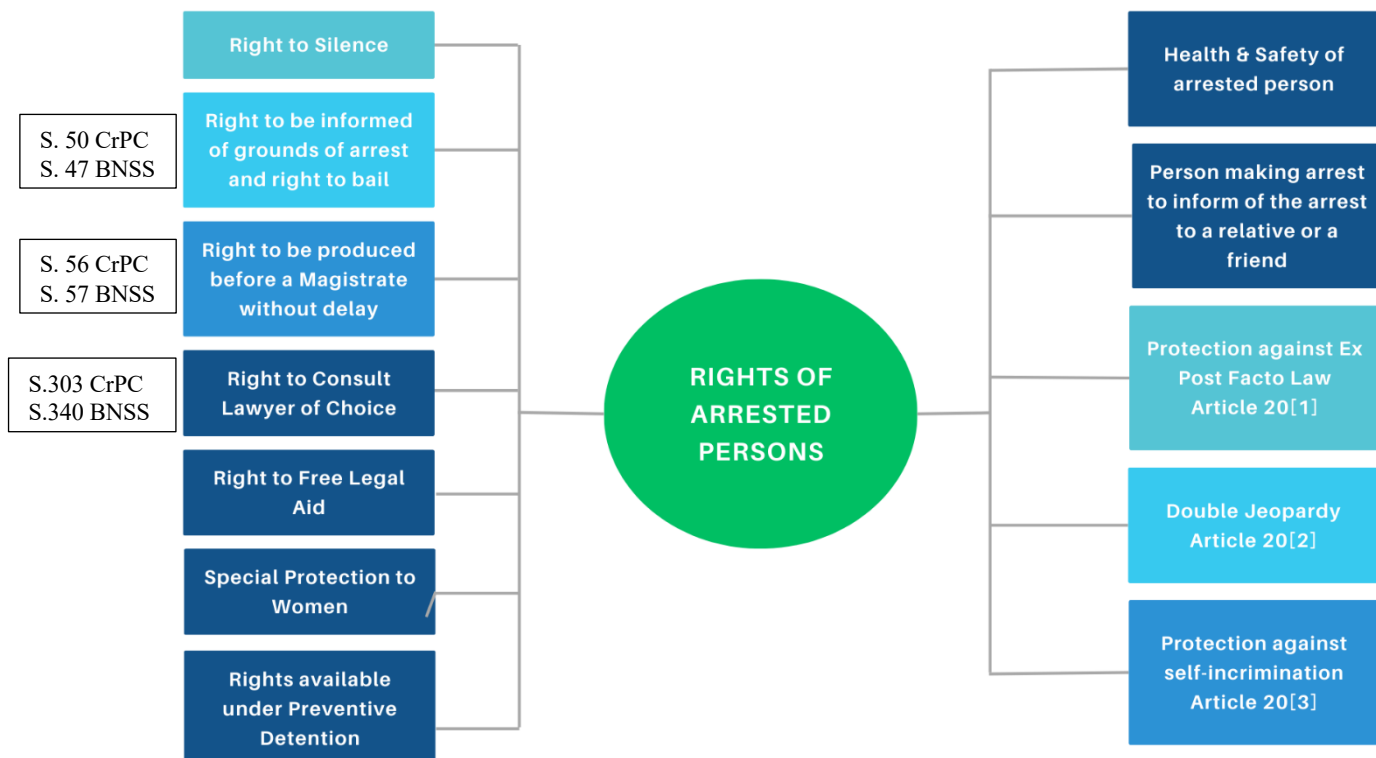 Right to Silence
S. 50 CrPC
S. 47 BNSS
Right to be informed
of grounds of arrest
and right to bail
S. 56 CrPC
S. 57 BNSS
Right to be produced
before a Magistrate
without delay
S.303 CrPC
S.340 BNSS
Right to Consult
Lawyer of Choice
Right to Free Legal
Aid
Special Protection to
Women
Rights available
under Preventive
Detention
RIGHTS OF
ARRESTED
PERSONS
Health & Safety of
arrested person
Person making arrest
to inform of the arrest
to a relative or a
friend
Protection against Ex
Post Facto Law
Article 20[1]
Double Jeopardy
Article 20[2]
Protection against
self-incrimination
Article 20[3]